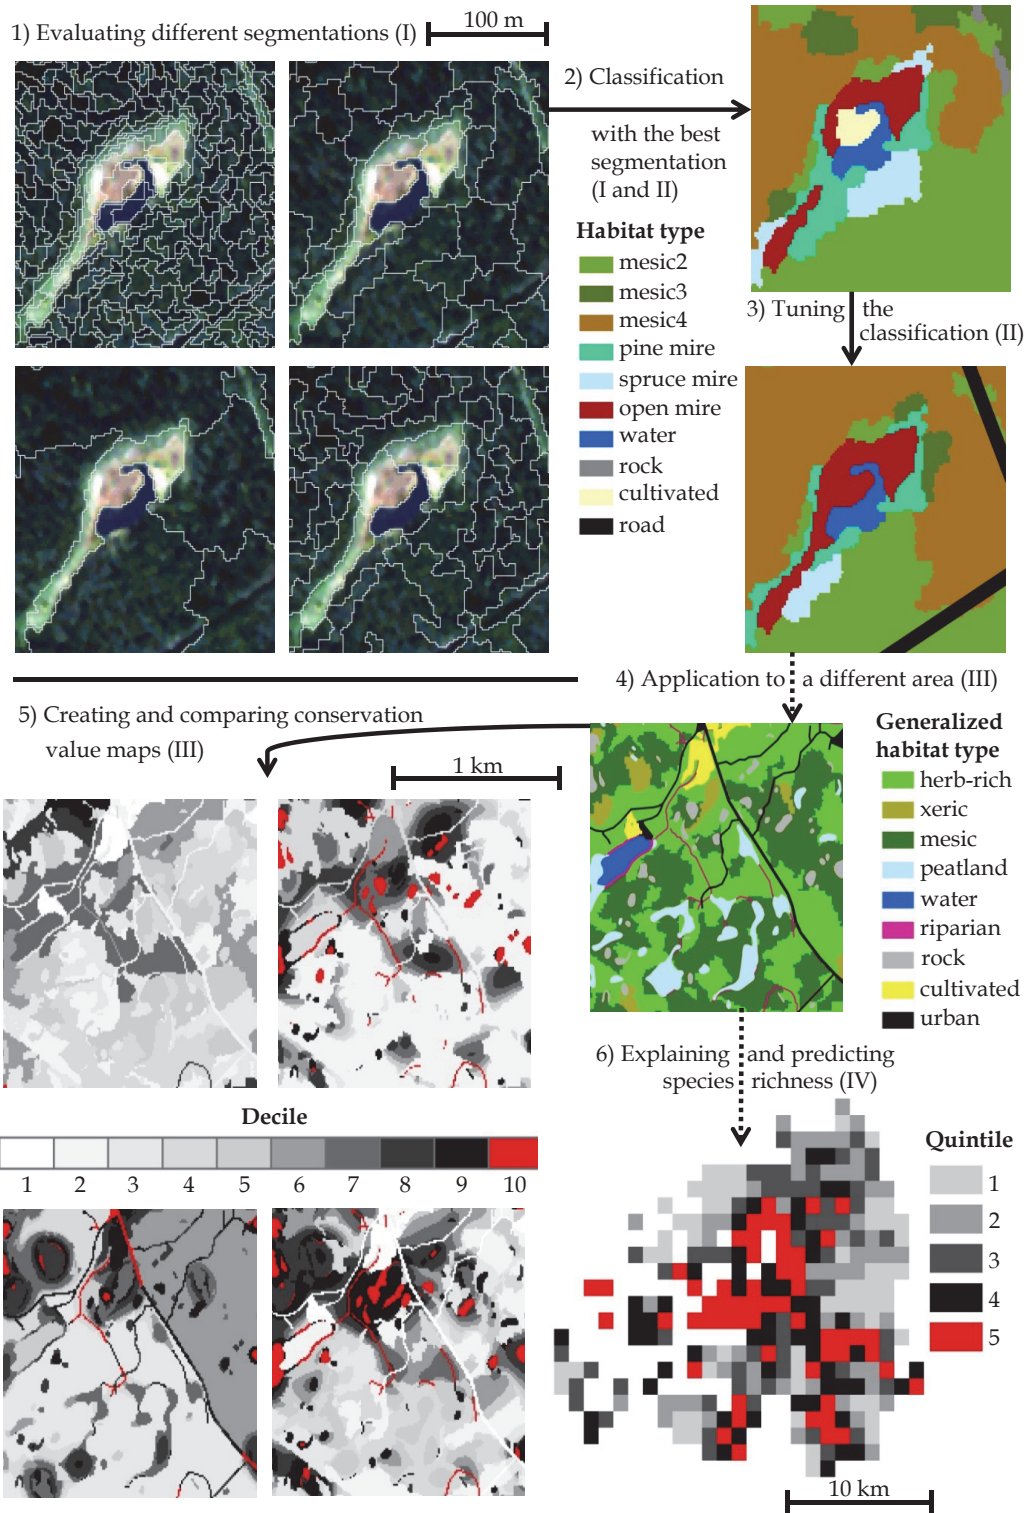 1) Evaluating different segmentations (I)
100 m
2) Classification
with the best
segmentation
(I and II)
Habitat type
mesic2
mesic3
mesic4
pine mire
spruce mire
open mire
water
rock
cultivated
road
3) Tuning the
classification (II)
4) Application to a different area (III)
5) Creating and comparing conservation
value maps (III)
1 km
Generalized
habitat type
herb-rich
xeric
mesic
peatland
water
riparian
rock
cultivated
urban
6) Explaining and predicting
species richness (IV)
Decile
1 2 3 4 5 6 7 8 9 10
Quintile
1
2
3
4
5
10 km